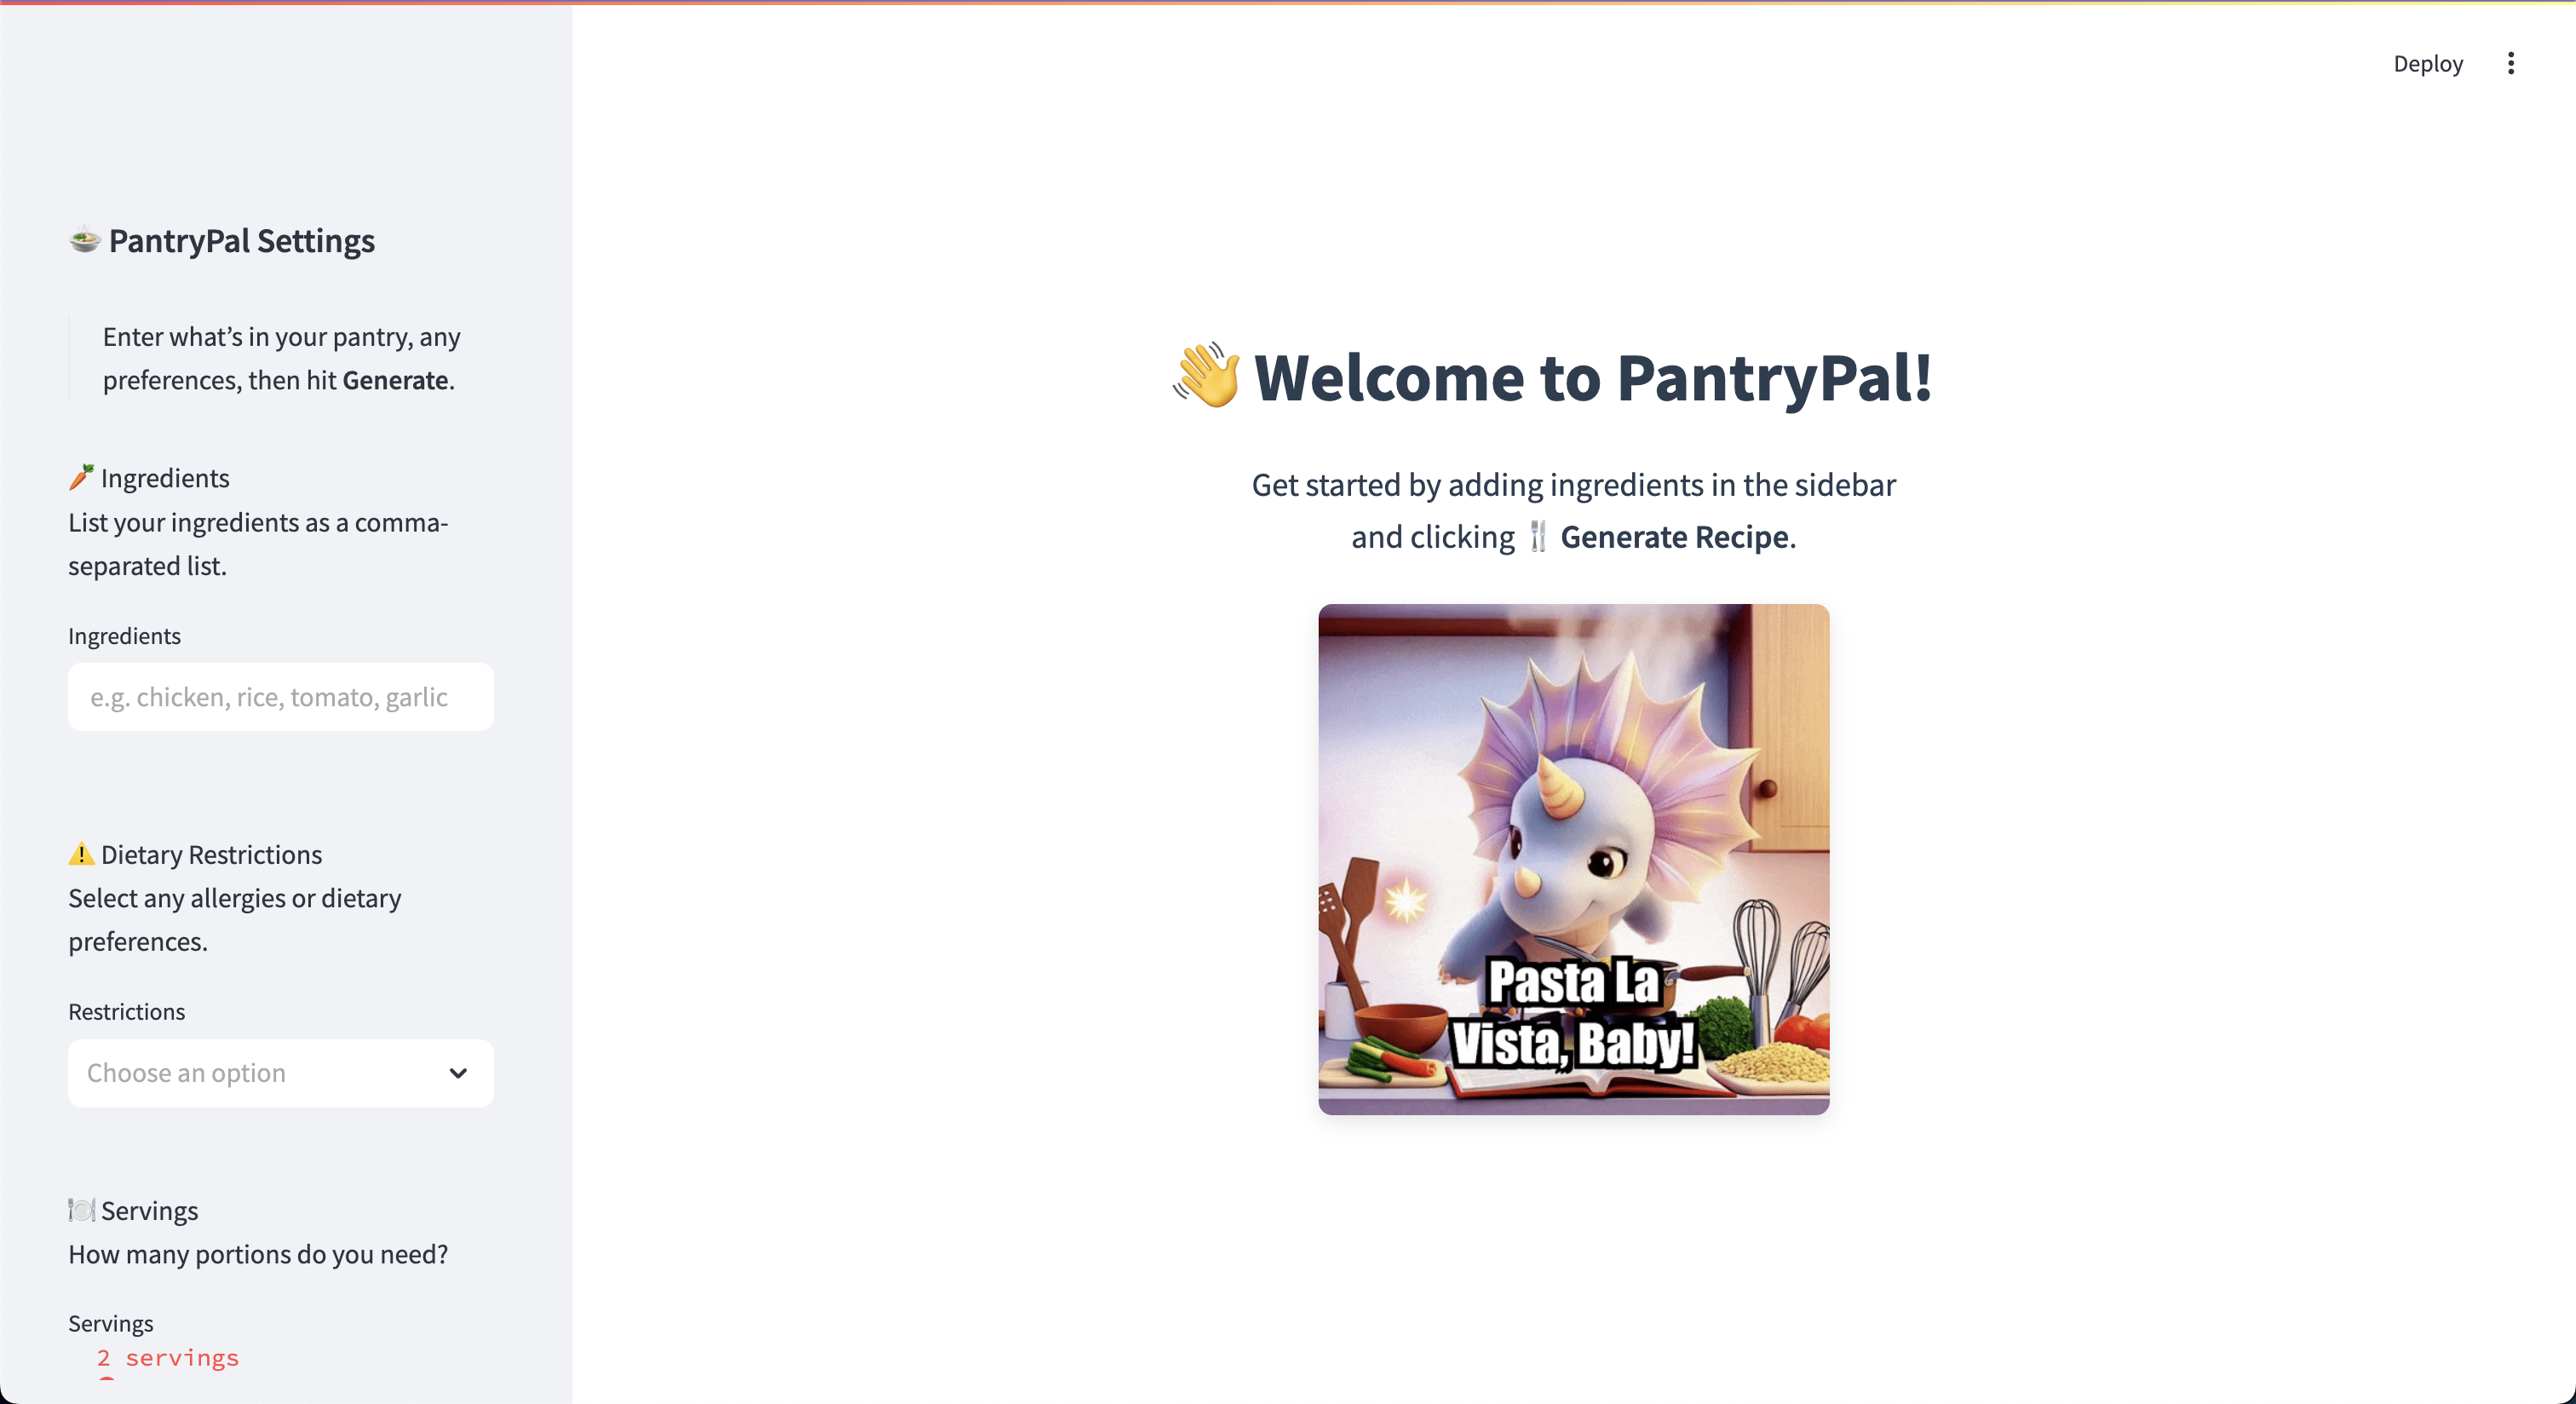 Deploy
🍲 PantryPal Settings
Enter what’s in your pantry, any
preferences, then hit Generate.
🥕 Ingredients
List your ingredients as a comma-
separated list.
Ingredients
e.g. chicken, rice, tomato, garlic
⚠️ Dietary Restrictions
Select any allergies or dietary
preferences.
Restrictions
Choose an option
🍽️ Servings
How many portions do you need?
Servings
2 servings
👋 Welcome to PantryPal!
Get started by adding ingredients in the sidebar
and clicking 🍴 Generate Recipe.
Pasta La
Vista, Baby!